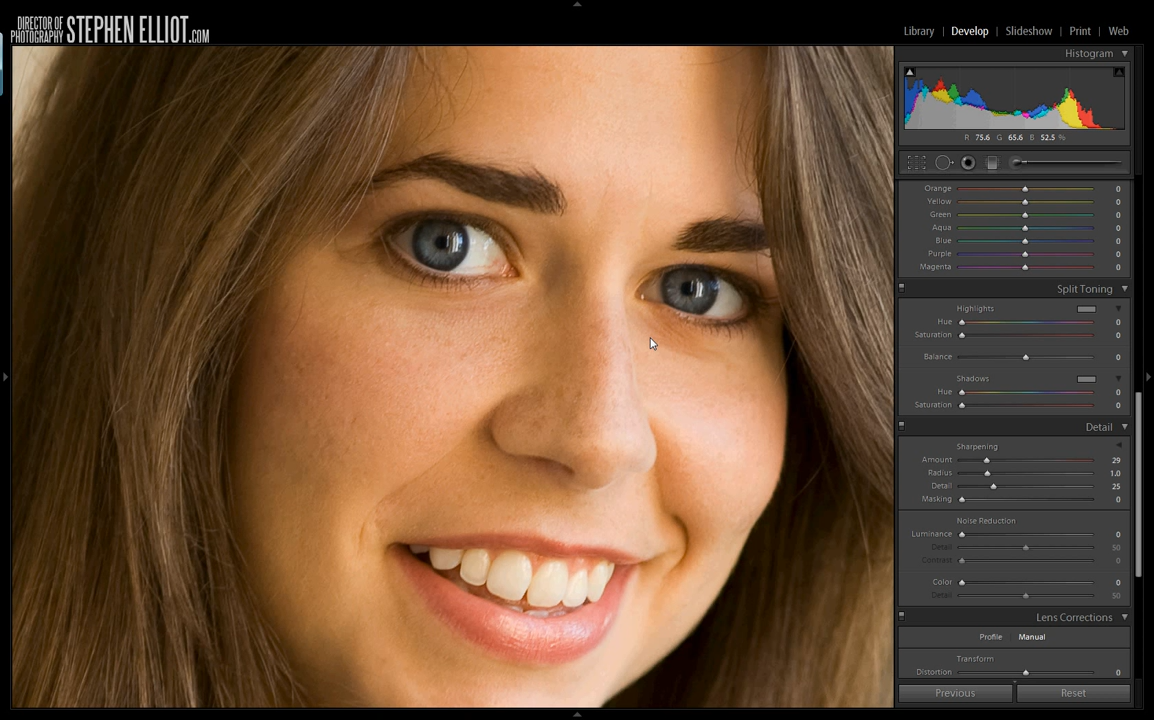 DIRECTOR OF PHOTOGRAPHY STEPHEN ELLIOT.COM
Library | Develop | Slideshow | Print | Web
Histogram
R 75.6 G 65.6 B 52.5 %
Orange 0
Yellow 0
Green 0
Aqua 0
Blue 0
Purple 0
Magenta 0
Split Toning
Highlights
Hue 0
Saturation 0
Balance 0
Shadows
Hue 0
Saturation 0
Detail
Sharpening
Amount 29
Radius 1.0
Detail 25
Masking 0
Noise Reduction
Luminance 0
Detail 50
Contrast 0
Color 0
Detail 50
Lens Corrections
Profile Manual
Transform
Distortion 0
Previous Reset